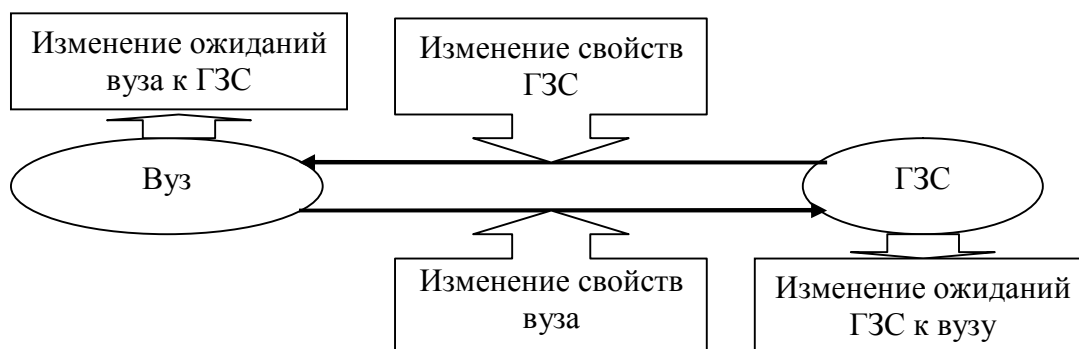 Изменение ожиданий
вуза к ГЗС
Изменение свойств
ГЗС
Вуз
ГЗС
Изменение свойств
вуза
Изменение ожиданий
ГЗС к вузу